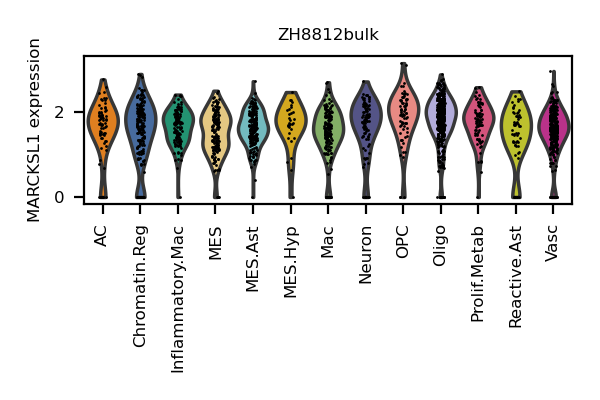 ZH8812bulk
MARCKSL1 expression
2
0
AC
Chromatin.Reg
Inflammatory.Mac
MES
MES.Ast
MES.Hyp
Mac
Neuron
OPC
Oligo
Prolif.Metab
Reactive.Ast
Vasc